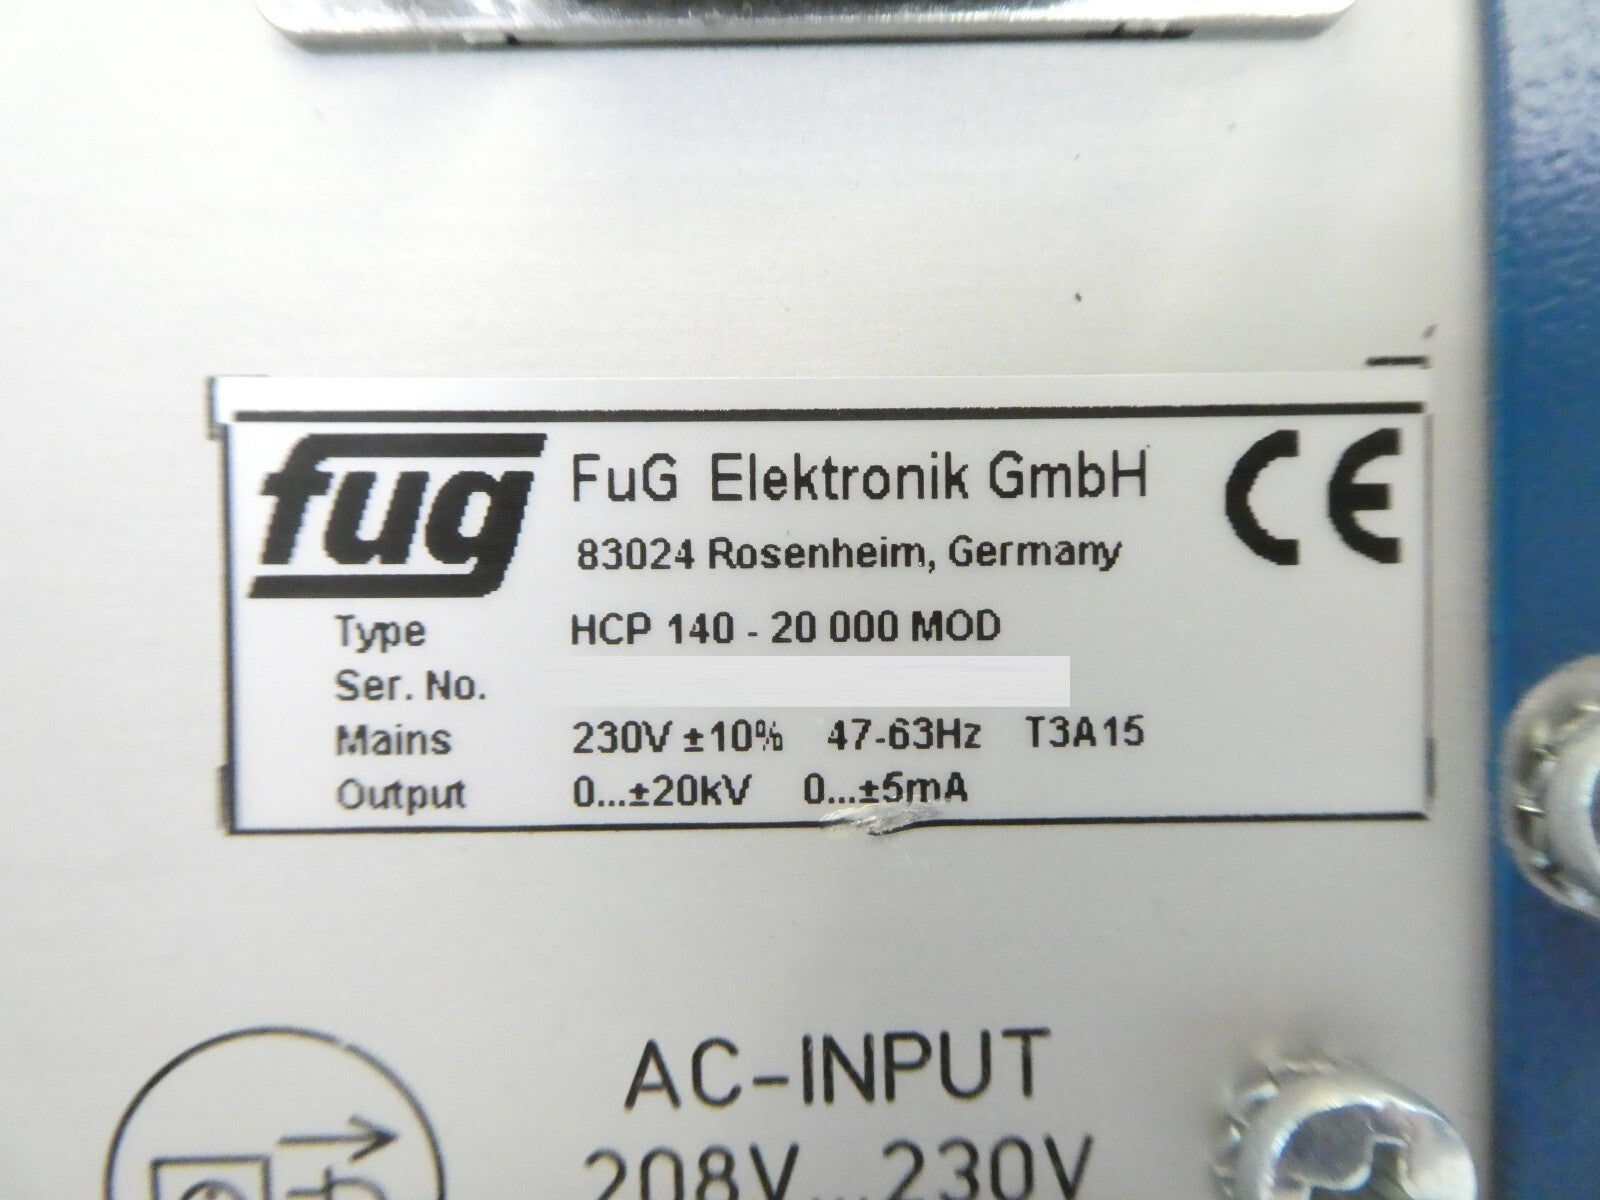 fug FuG Elektronik GmbH CE
83024 Rosenheim, Germany
Type HCP 140 - 20 000 MOD
Ser. No.
Mains 230V ±10% 47-63Hz T3A15
Output 0...±20kV 0...±5mA
AC-INPUT
208V...230V